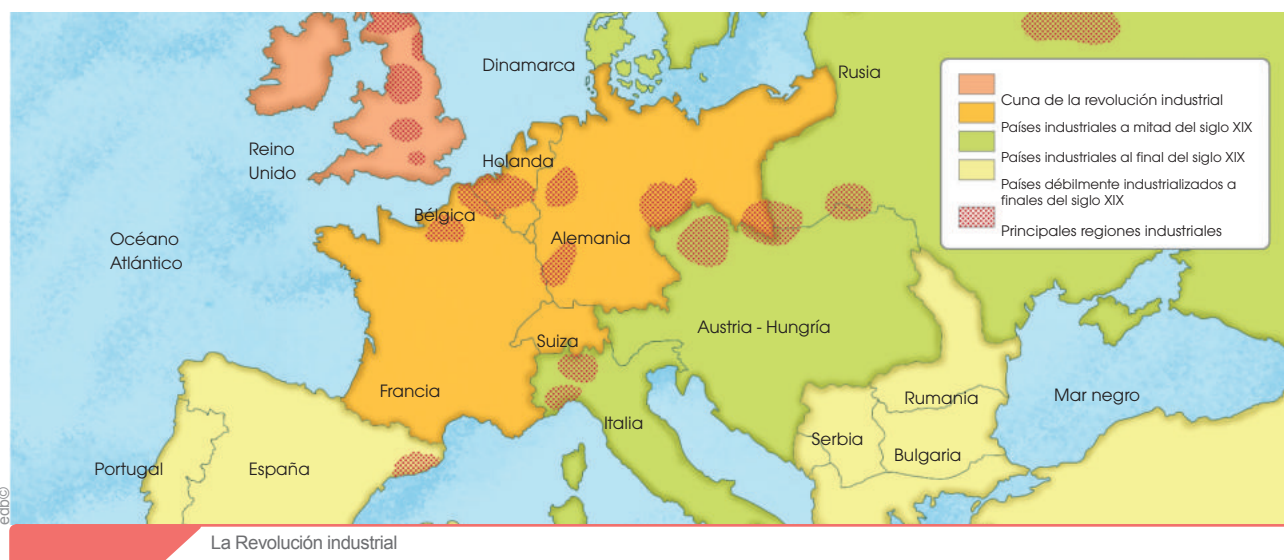 Dinamarca
Rusia
Reino
Unido
Holanda
Bélgica
Océano
Atlántico
Alemania
Suiza
Austria - Hungría
Francia
Italia
Rumanía
Mar negro
Serbia
Bulgaria
Portugal
España
Cuna de la revolución industrial
Países industriales a mitad del siglo XIX
Países industriales al final del siglo XIX
Países débilmente industrializados a
finales del siglo XIX
Principales regiones industriales
edb©
La Revolución industrial